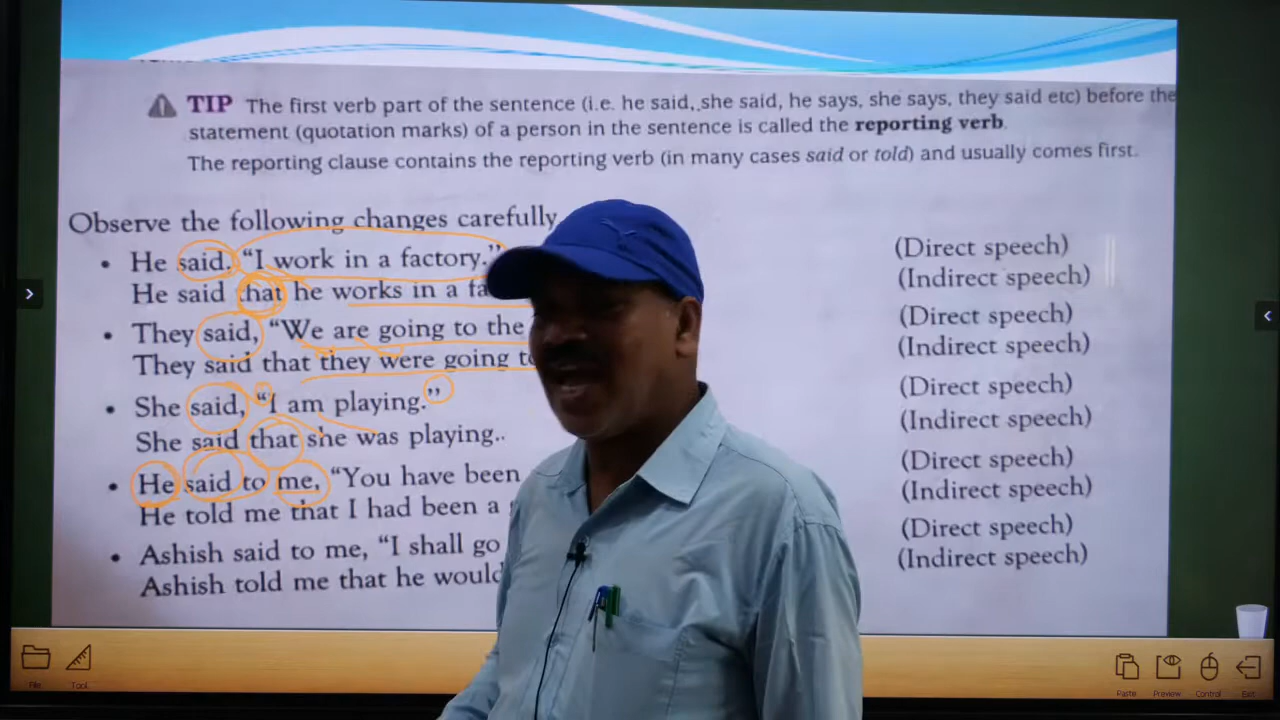 TIP The first verb part of the sentence (i.e. he said, she said, he says, she says, they said etc) before the
statement (quotation marks) of a person in the sentence is called the reporting verb.
The reporting clause contains the reporting verb (in many cases said or told) and usually comes first.
Observe the following changes carefully
• He said, “I work in a factory.” (Direct speech)
He said that he works in a (Indirect speech)
• They said, “We are going to the (Direct speech)
They said that they were going (Indirect speech)
• She said, “I am playing.” (Direct speech)
She said that she was playing.. (Indirect speech)
• He said to me, “You have been (Direct speech)
He told me that I had been a (Indirect speech)
• Ashish said to me, “I shall go (Direct speech)
Ashish told me that he would (Indirect speech)
File Tool Paste Preview Control Exit